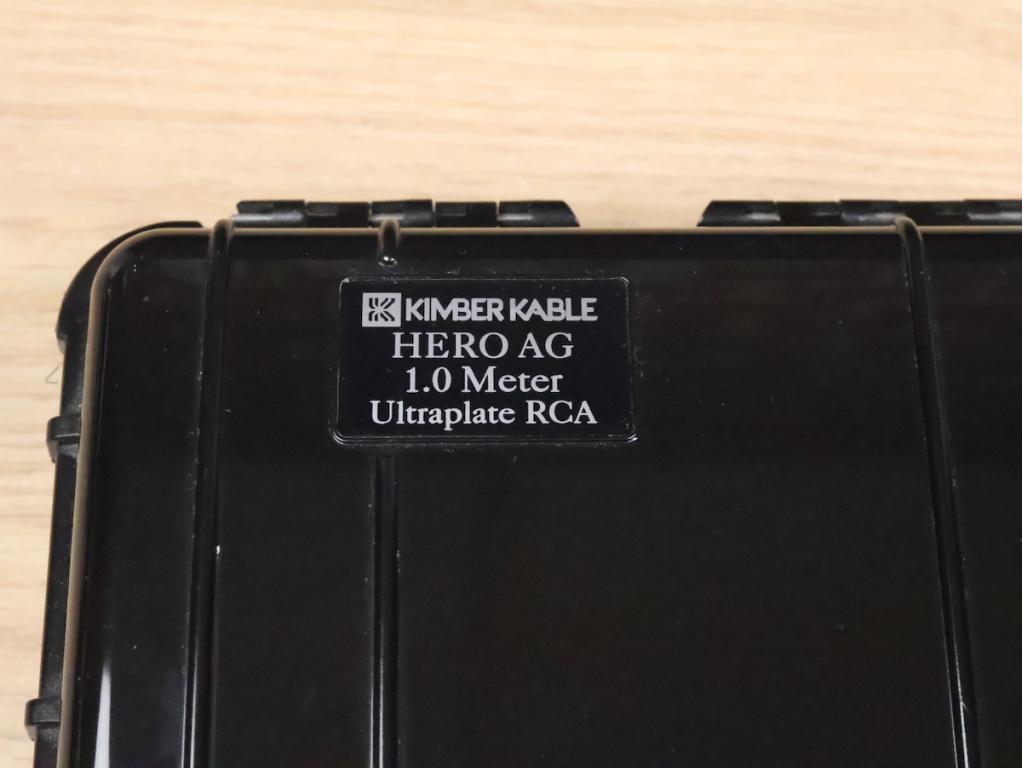 KIMBER KABLE
HERO AG
1.0 Meter
Ultraplate RCA